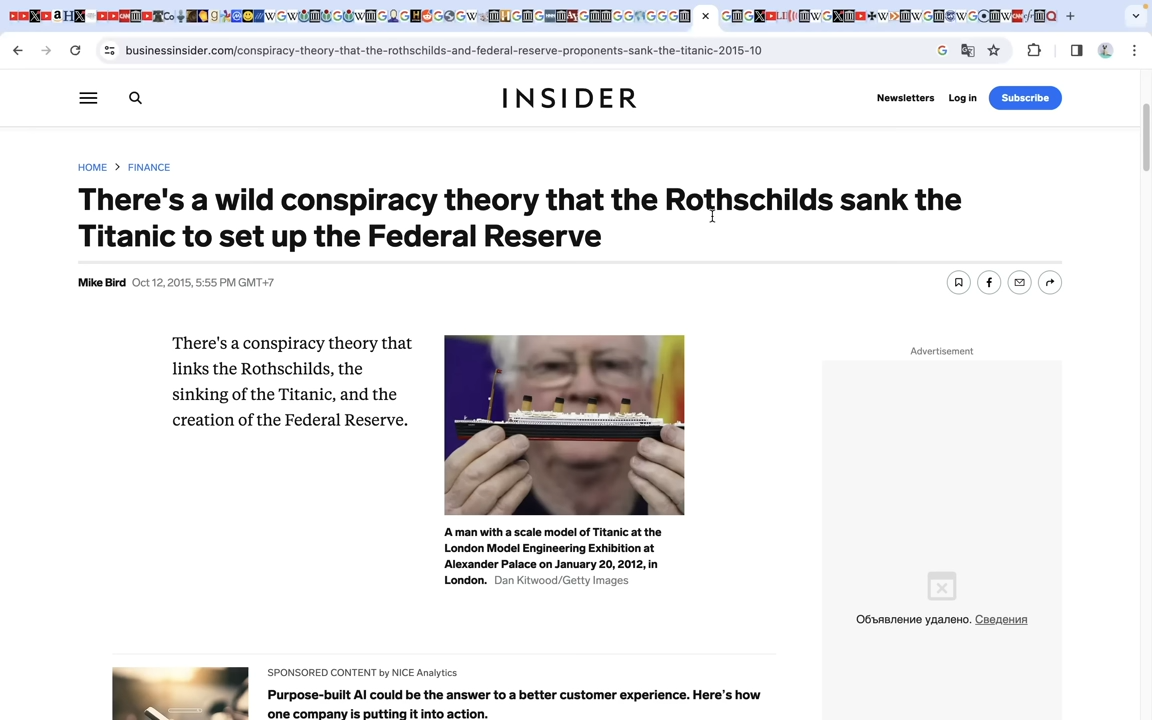 businessinsider.com/conspiracy-theory-that-the-rothschilds-and-federal-reserve-proponents-sank-the-titanic-2015-10
INSIDER
Newsletters Log in Subscribe
HOME > FINANCE
There's a wild conspiracy theory that the Rothschilds sank the
Titanic to set up the Federal Reserve
Mike Bird Oct 12, 2015, 5:55 PM GMT+7
There's a conspiracy theory that
links the Rothschilds, the
sinking of the Titanic, and the
creation of the Federal Reserve.
A man with a scale model of Titanic at the
London Model Engineering Exhibition at
Alexander Palace on January 20, 2012, in
London. Dan Kitwood/Getty Images
Advertisement
Объявление удалено. Сведения
SPONSORED CONTENT by NICE Analytics
Purpose-built AI could be the answer to a better customer experience. Here's how
one company is putting it into action.